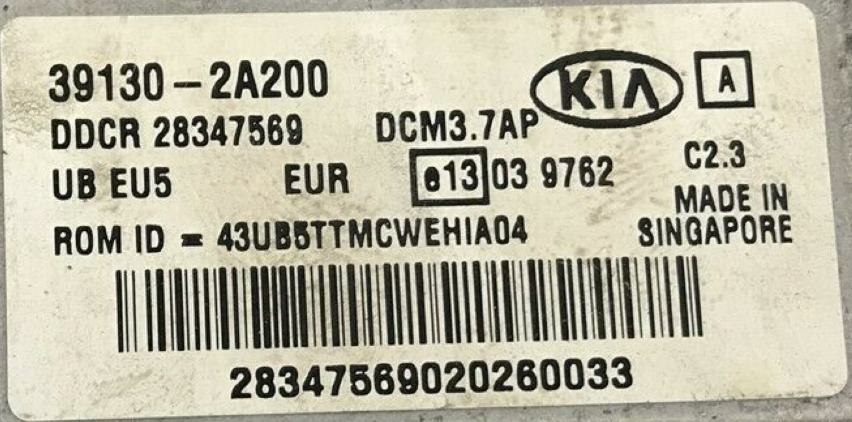 39130-2A200 KIA A
DDCR 28347569 DCM3.7AP
UB EU5 EUR e13 03 9762 C2.3
MADE IN
ROM ID = 43UB5TTMCWEHIA04 SINGAPORE
28347569020260033